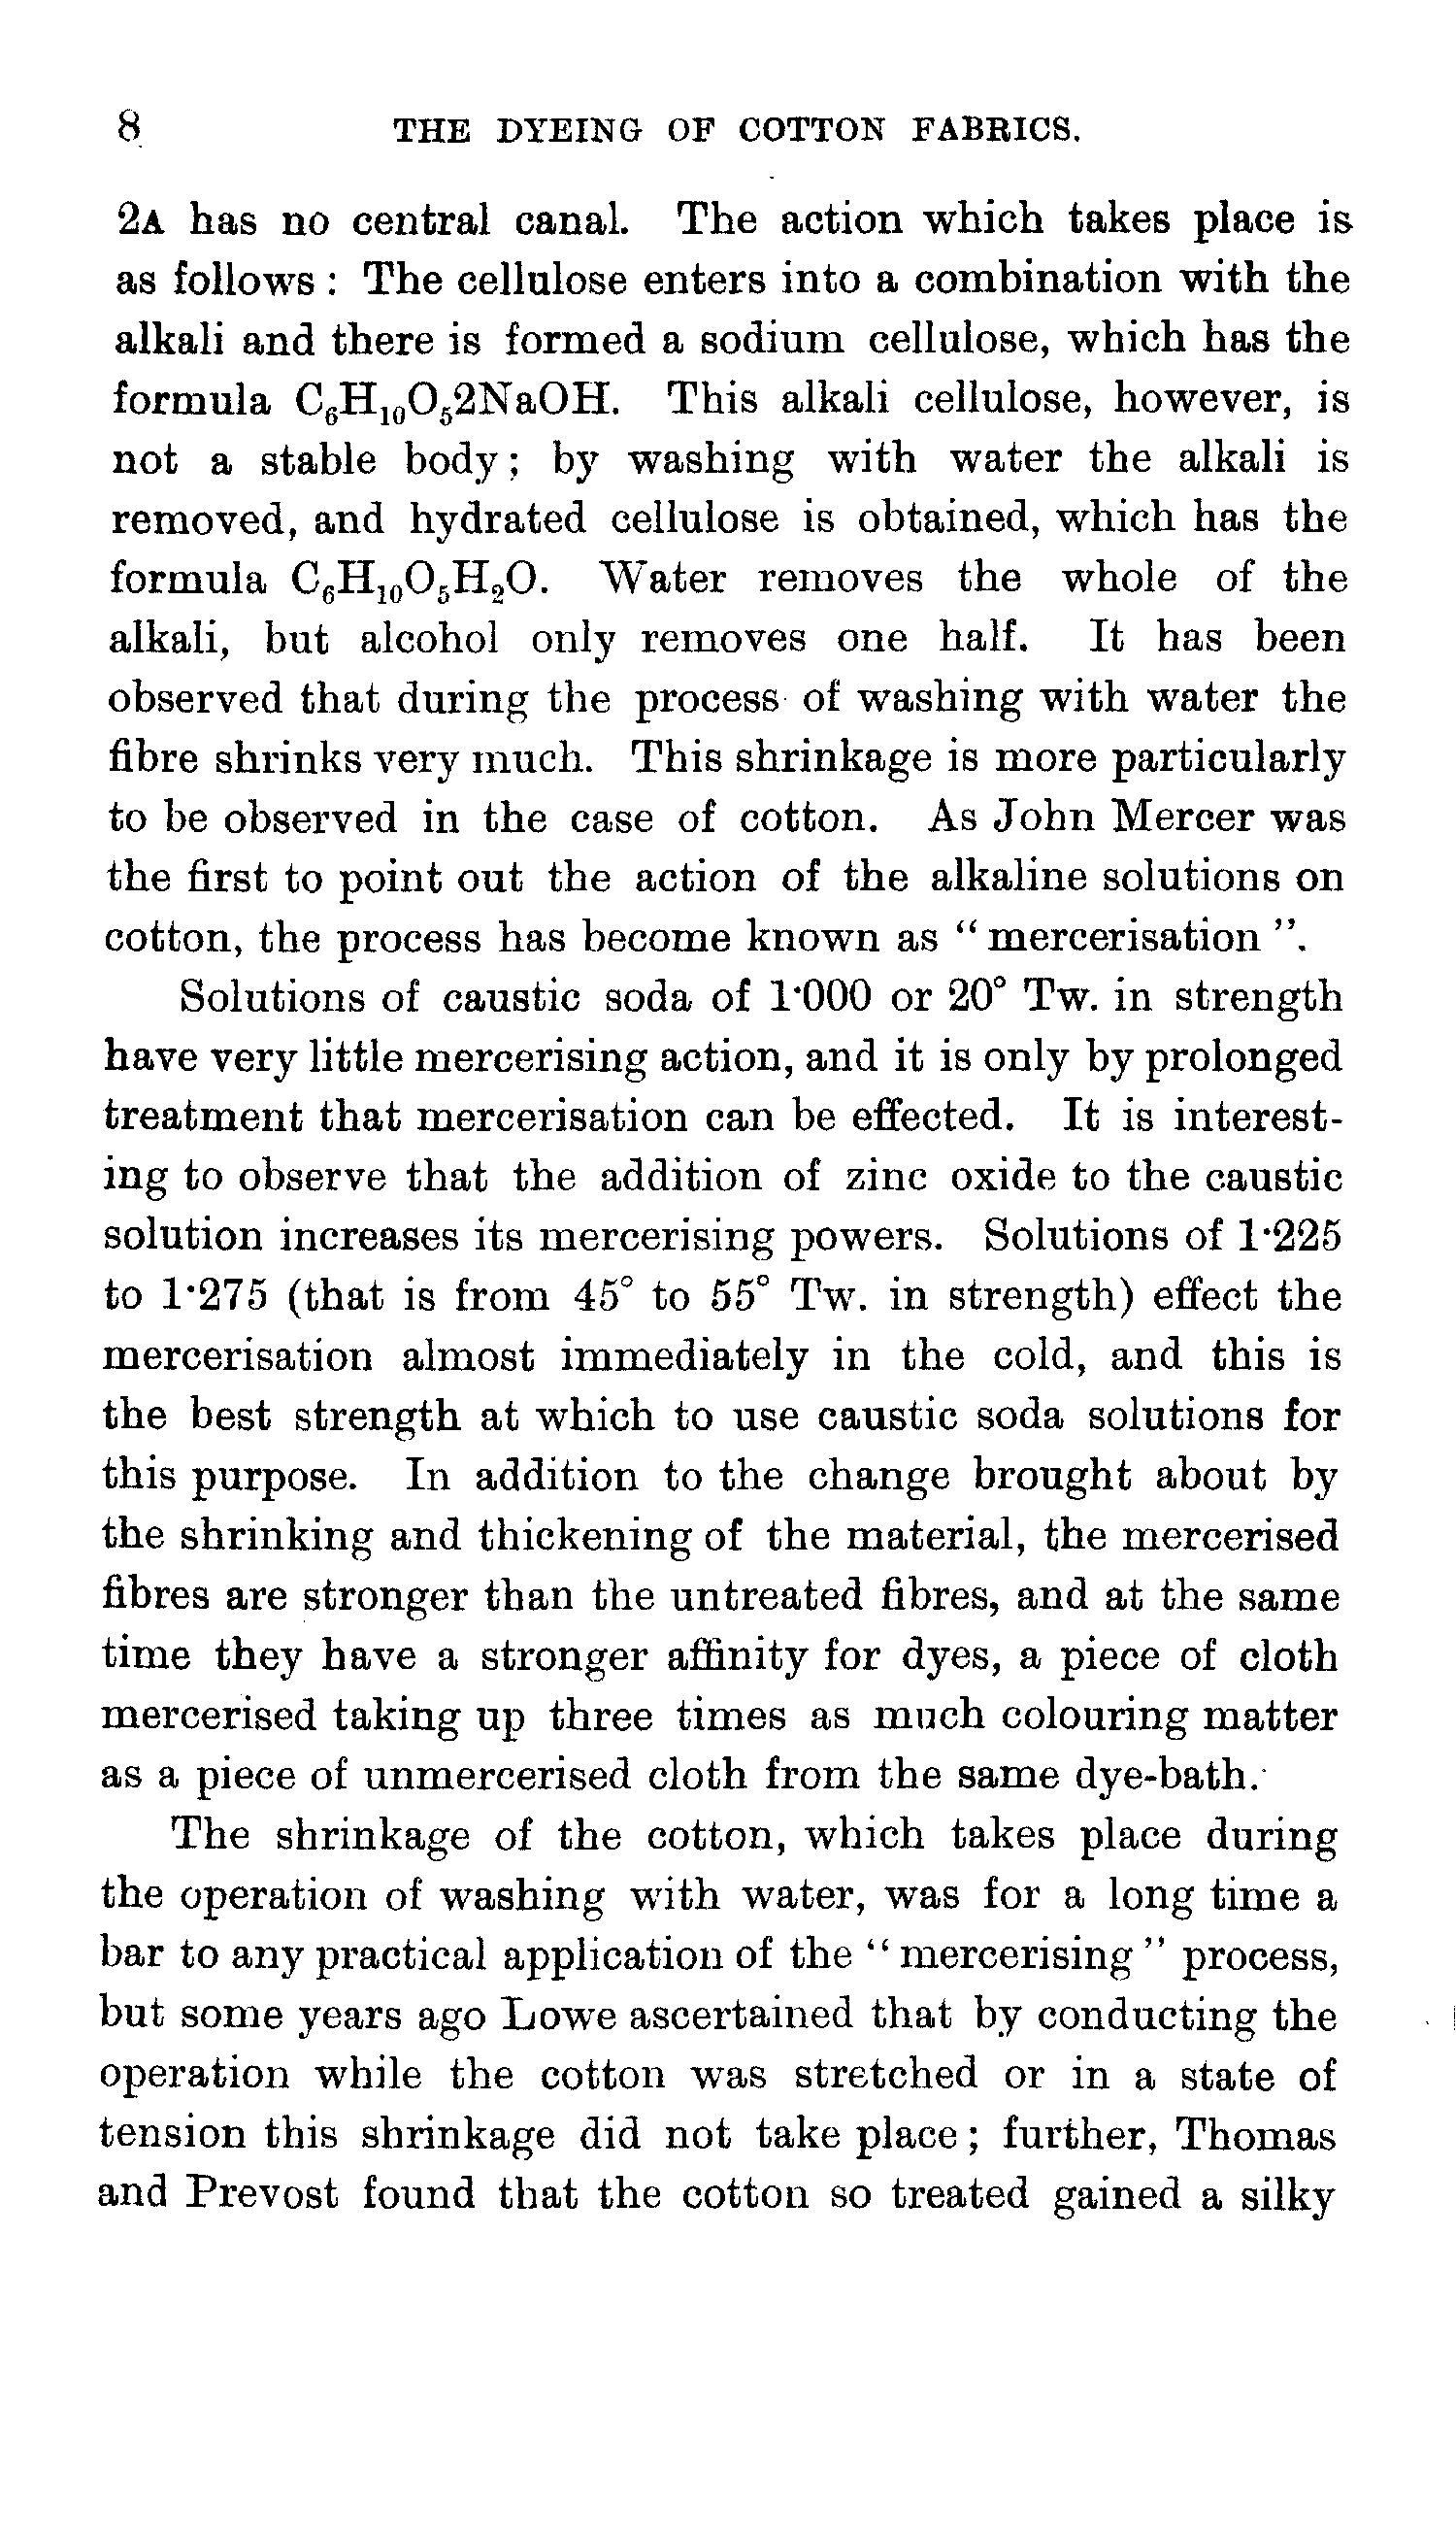 8 THE DYEING OF COTTON FABRICS.
2A has no central canal. The action which takes place is
as follows : The cellulose enters into a combination with the
alkali and there is formed a sodium cellulose, which has the
formula C₆H₁₀O₅2NaOH. This alkali cellulose, however, is
not a stable body ; by washing with water the alkali is
removed, and hydrated cellulose is obtained, which has the
formula C₆H₁₀O₅H₂O. Water removes the whole of the
alkali, but alcohol only removes one half. It has been
observed that during the process of washing with water the
fibre shrinks very much. This shrinkage is more particularly
to be observed in the case of cotton. As John Mercer was
the first to point out the action of the alkaline solutions on
cotton, the process has become known as “ mercerisation ”.
Solutions of caustic soda of 1·000 or 20° Tw. in strength
have very little mercerising action, and it is only by prolonged
treatment that mercerisation can be effected. It is interest-
ing to observe that the addition of zinc oxide to the caustic
solution increases its mercerising powers. Solutions of 1·225
to 1·275 (that is from 45° to 55° Tw. in strength) effect the
mercerisation almost immediately in the cold, and this is
the best strength at which to use caustic soda solutions for
this purpose. In addition to the change brought about by
the shrinking and thickening of the material, the mercerised
fibres are stronger than the untreated fibres, and at the same
time they have a stronger affinity for dyes, a piece of cloth
mercerised taking up three times as much colouring matter
as a piece of unmercerised cloth from the same dye-bath.
The shrinkage of the cotton, which takes place during
the operation of washing with water, was for a long time a
bar to any practical application of the “ mercerising ” process,
but some years ago Lowe ascertained that by conducting the
operation while the cotton was stretched or in a state of
tension this shrinkage did not take place ; further, Thomas
and Prevost found that the cotton so treated gained a silky